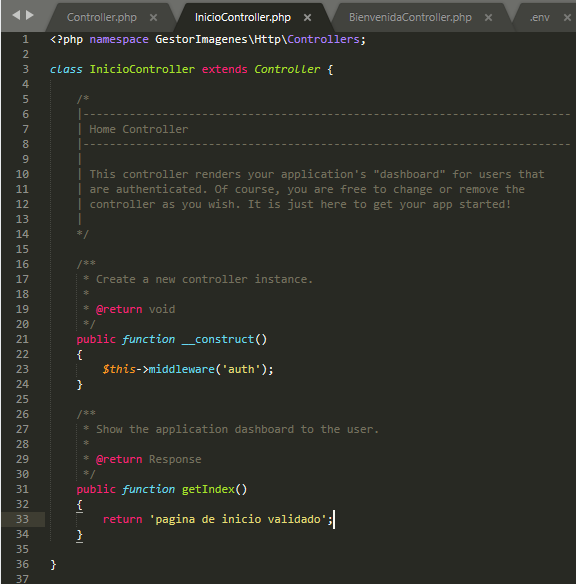 Controller.php × InicioController.php × BienvenidaController.php × .env ×
1 <?php namespace GestorImagenes\Http\Controllers;
2
3 class InicioController extends Controller {
4
5 /*
6 |--------------------------------------------------------------------------
7 | Home Controller
8 |--------------------------------------------------------------------------
9 |
10 | This controller renders your application's "dashboard" for users that
11 | are authenticated. Of course, you are free to change or remove the
12 | controller as you wish. It is just here to get your app started!
13 |
14 */
15
16 /**
17 * Create a new controller instance.
18 *
19 * @return void
20 */
21 public function __construct()
22 {
23 $this->middleware('auth');
24 }
25
26 /**
27 * Show the application dashboard to the user.
28 *
29 * @return Response
30 */
31 public function getIndex()
32 {
33 return 'pagina de inicio validado';
34 }
35
36 }
37